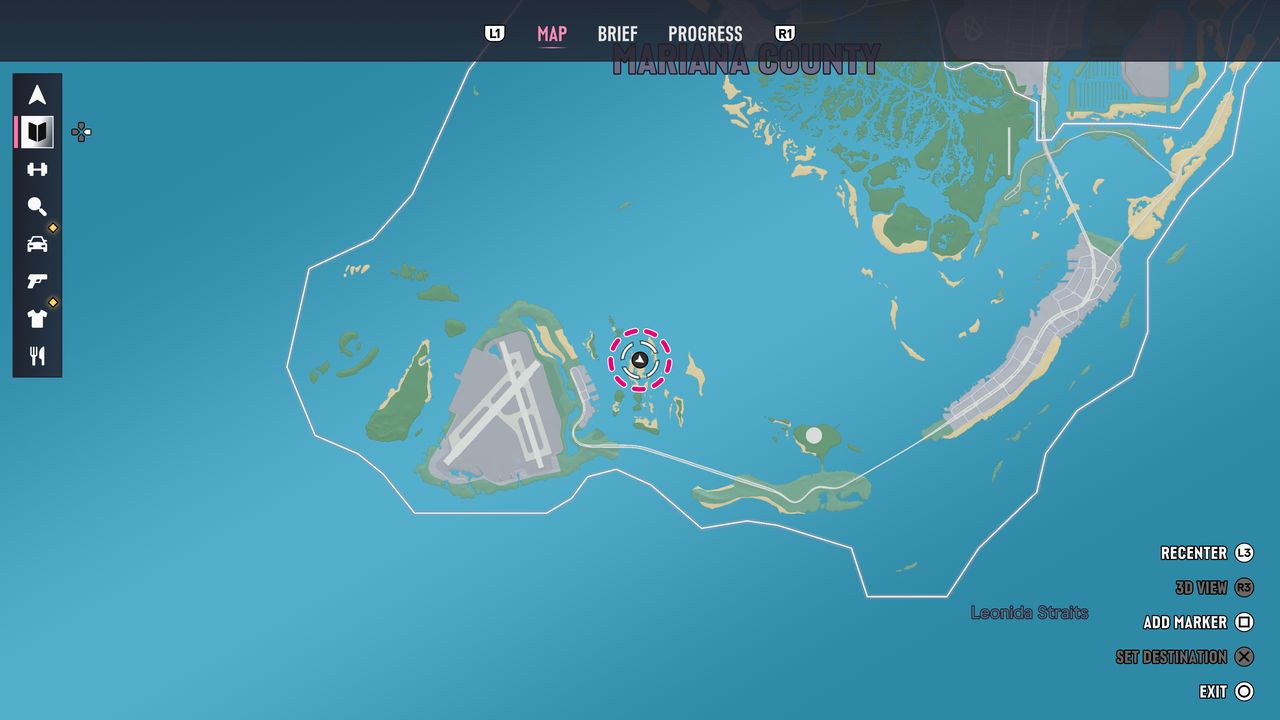 L1 MAP BRIEF PROGRESS R1
MARIANA COUNTY
RECENTER L3
3D VIEW R3
Leonida Straits
ADD MARKER
SET DESTINATION
EXIT